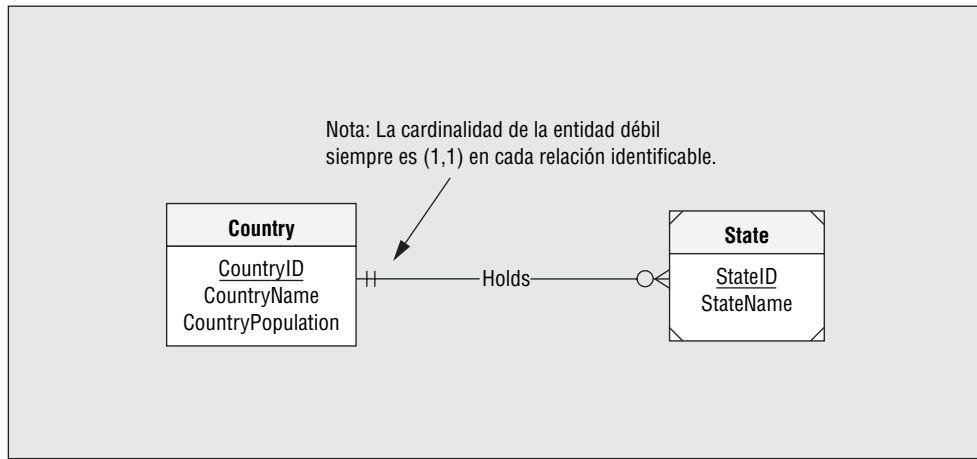 Nota: La cardinalidad de la entidad débil
siempre es (1,1) en cada relación identificable.
Country
CountryID
CountryName
CountryPopulation
Holds
State
StateID
StateName